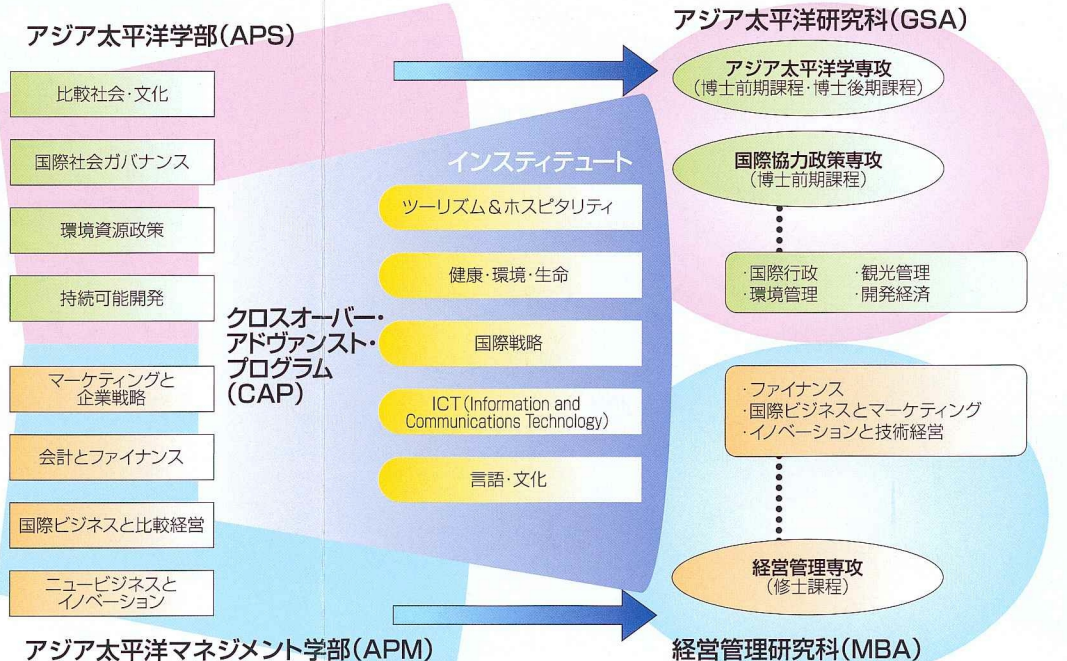 アジア太平洋学部(APS)
比較社会・文化
国際社会ガバナンス
環境資源政策
持続可能開発
マーケティングと
企業戦略
会計とファイナンス
国際ビジネスと比較経営
ニュービジネスと
イノベーション
アジア太平洋マネジメント学部(APM)
クロスオーバー・
アドヴァンスト・
プログラム
(CAP)
インスティテュート
ツーリズム&ホスピタリティ
健康・環境・生命
国際戦略
ICT(Information and
Communications Technology)
言語・文化
アジア太平洋研究科(GSA)
アジア太平洋学専攻
(博士前期課程・博士後期課程)
国際協力政策専攻
(博士前期課程)
・国際行政 ・観光管理
・環境管理 ・開発経済
・ファイナンス
・国際ビジネスとマーケティング
・イノベーションと技術経営
経営管理専攻
(修士課程)
経営管理研究科(MBA)